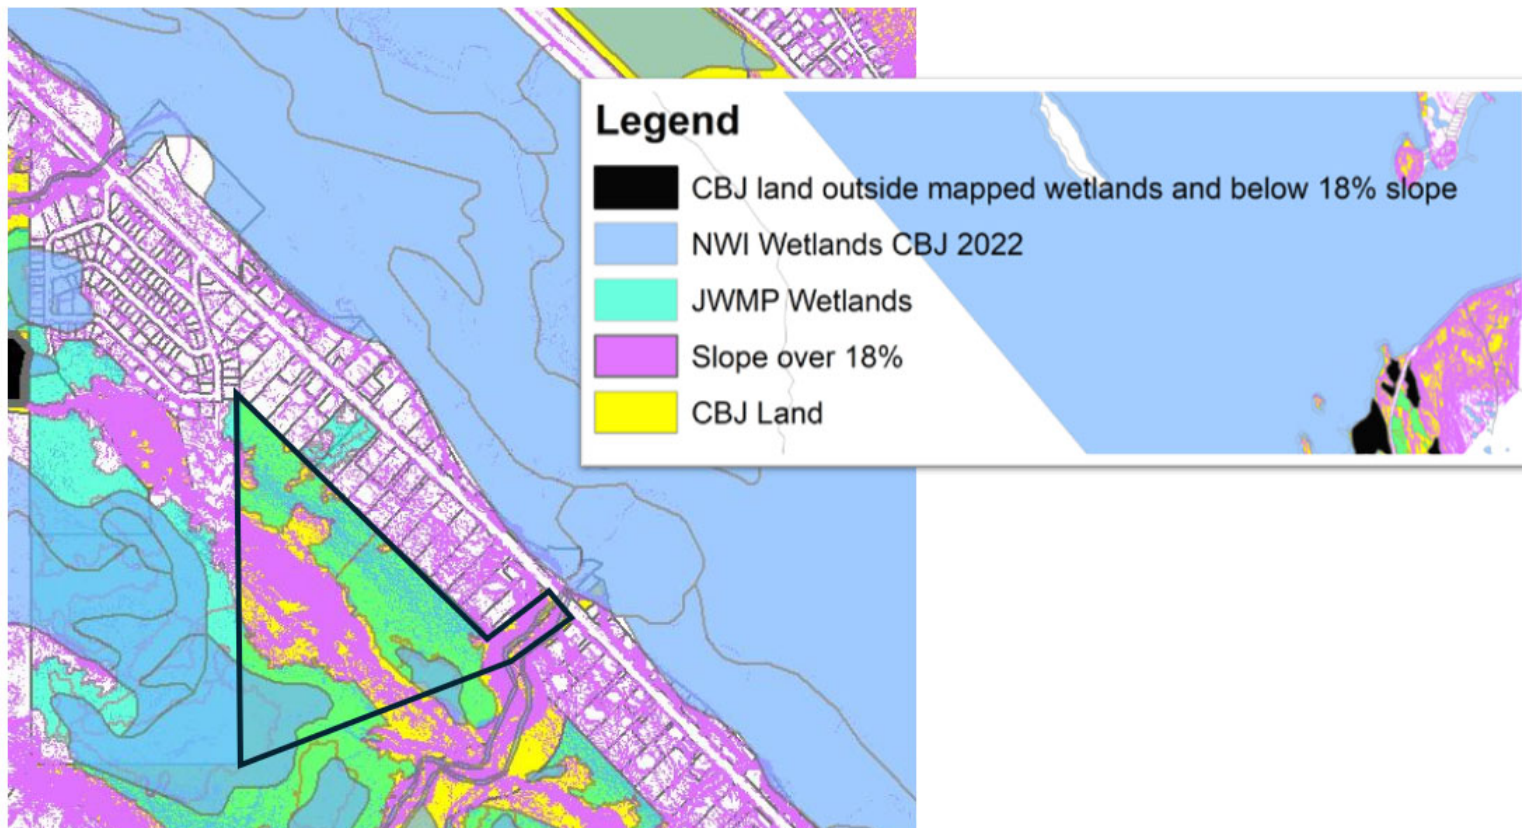 Legend
CBJ land outside mapped wetlands and below 18% slope
NWI Wetlands CBJ 2022
JWMP Wetlands
Slope over 18%
CBJ Land